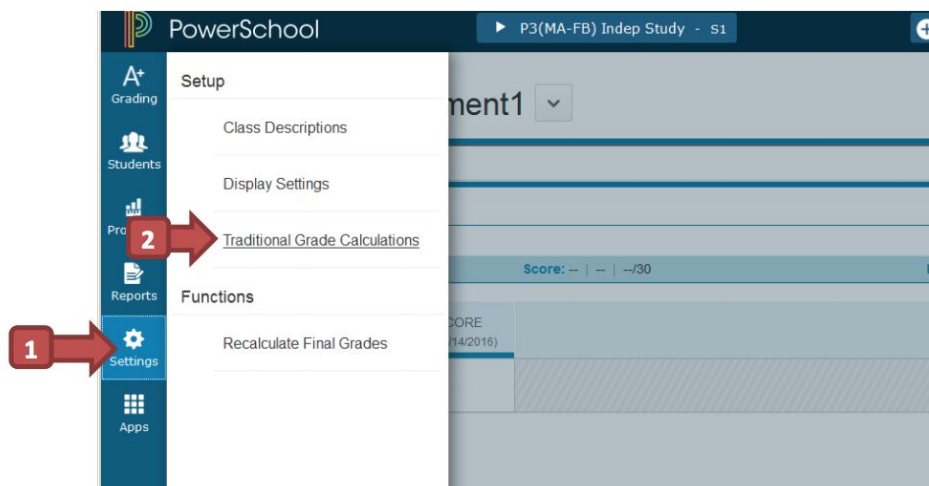 PowerSchool
P3(MA-FB) Indep Study - S1
A+
Grading
Students
Pro
Reports
Settings
Apps
Setup
Class Descriptions
Display Settings
Traditional Grade Calculations
Functions
Recalculate Final Grades
1
2
ment1
Score: -- | -- | --/30
CORE
/14/2016)